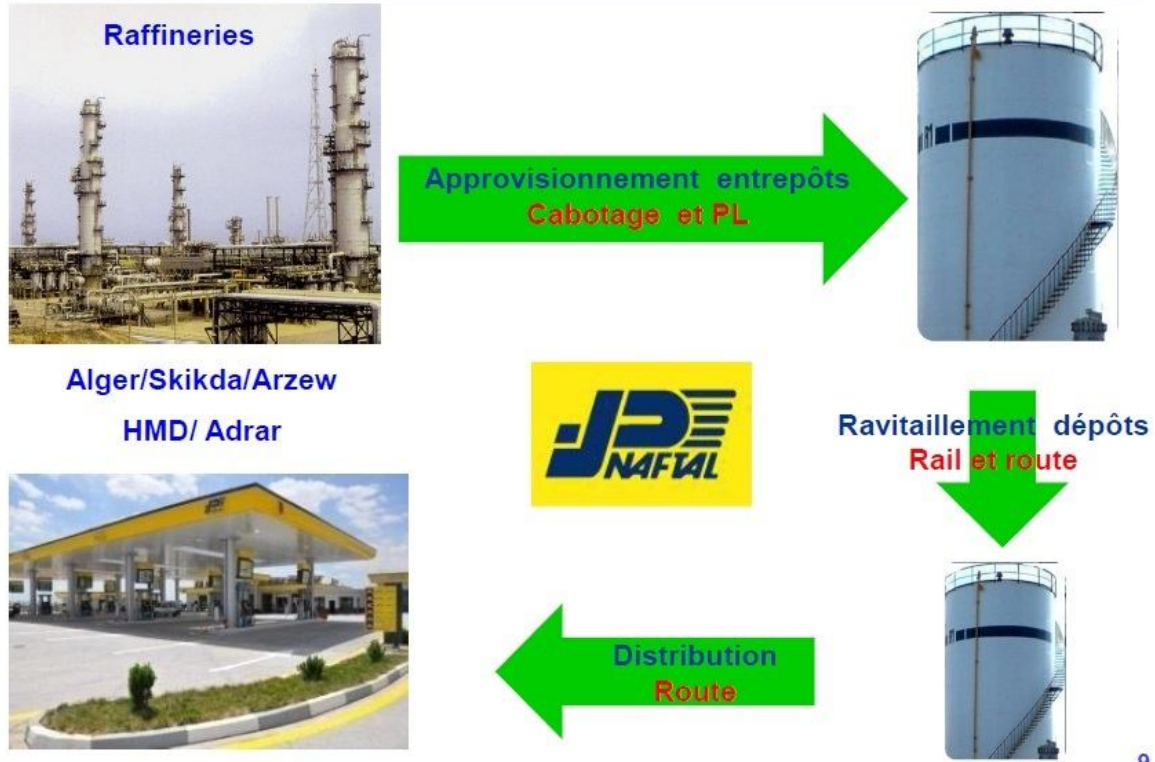 Raffineries
Approvisionnement entrepôts
Cabotage et PL
Alger/Skikda/Arzew
HMD/ Adrar
NAFTAL
Ravitaillement dépôts
Rail et route
Distribution
Route
9